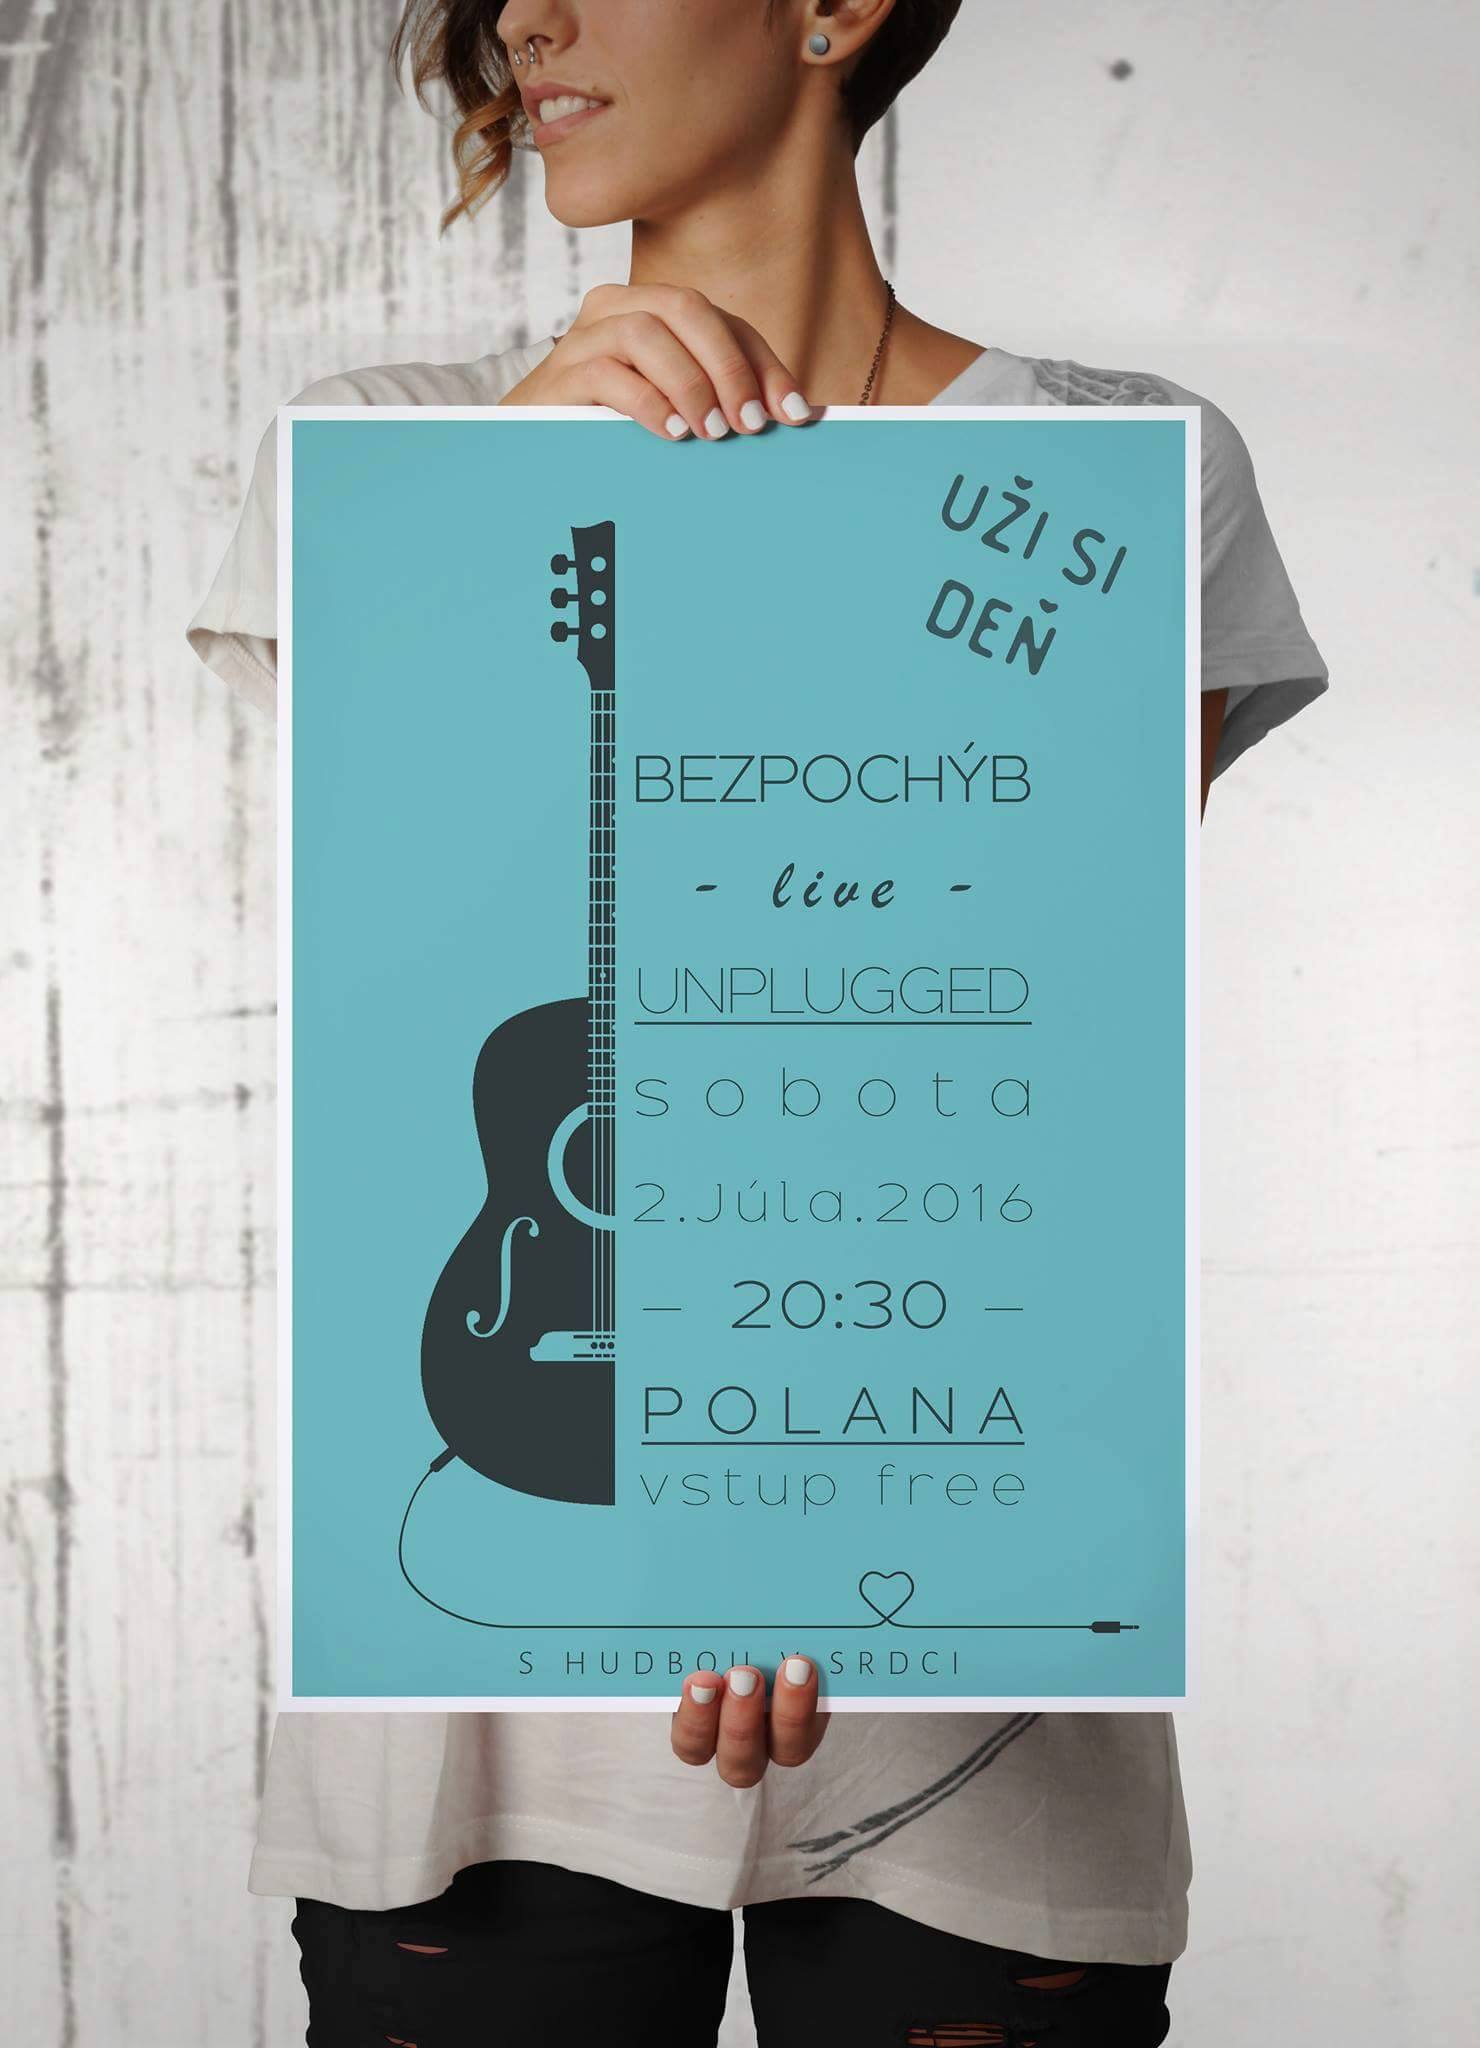 UŽI SI
DEŇ
BEZPOCHÝB
- live -
UNPLUGGED
sobota
2.Júla.2016
– 20:30 –
POLANA
vstup free
S HUDBOU V SRDCI